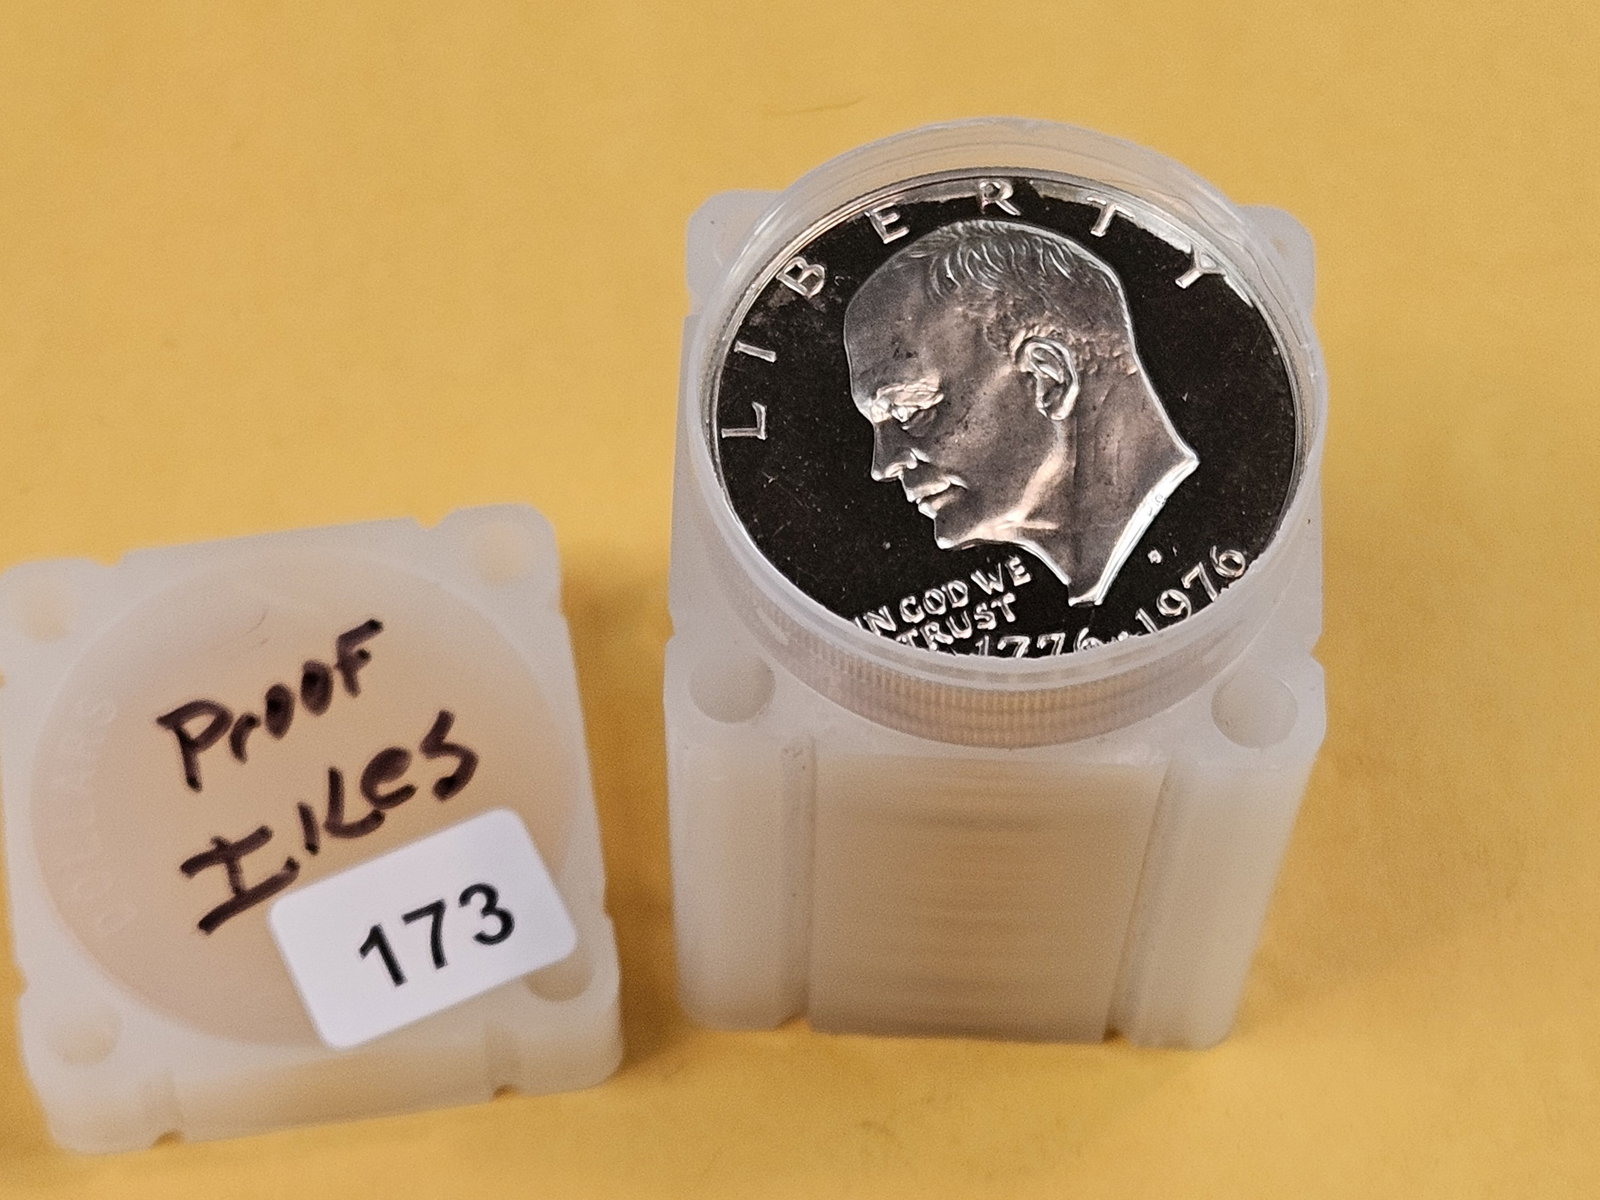 LIBERTY
IN GOD WE
TRUST
1776-1976
Proof
IKes
173